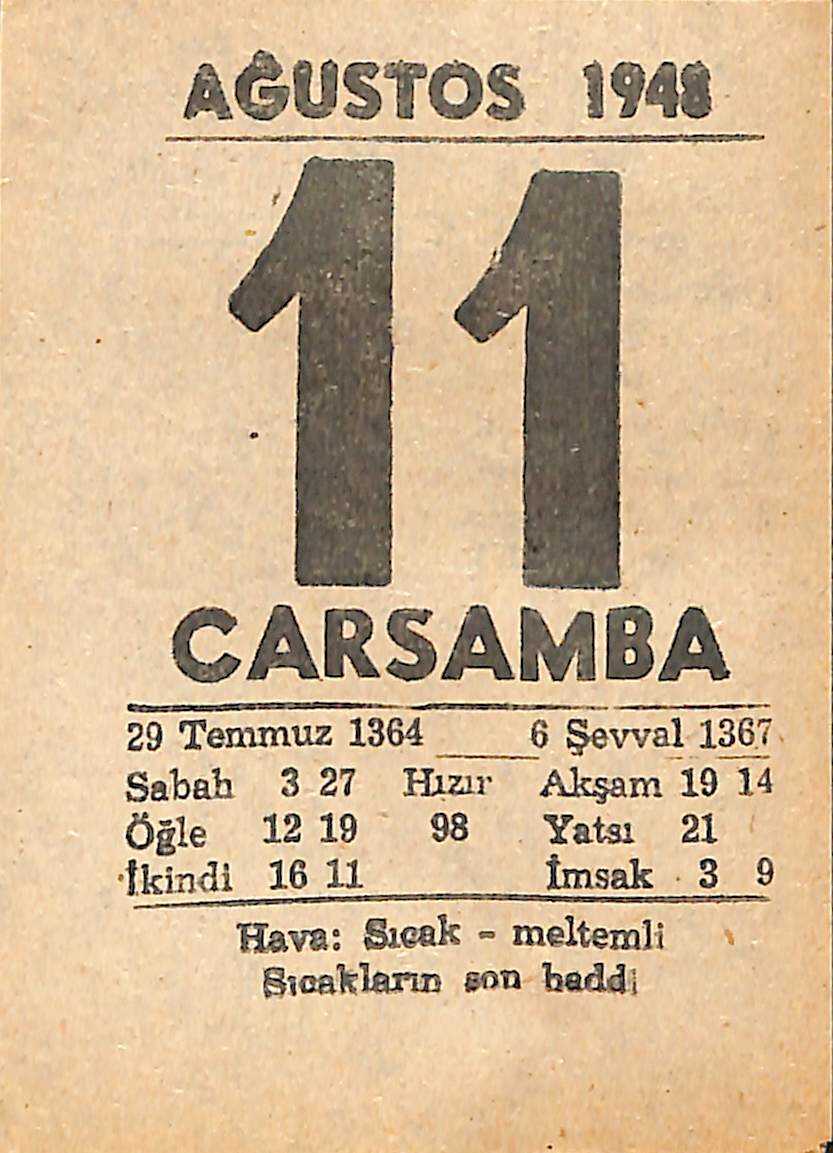 AĞUSTOS 1948
11
CARSAMBA
29 Temmuz 1364 6 Şevval 1367
Sabah 3 27 Hızır Akşam 19 14
Öğle 12 19 98 Yatsı 21
İkindi 16 11 İmsak 3 9
Hava: Sıcak - meltemli
Sıcakların son haddi